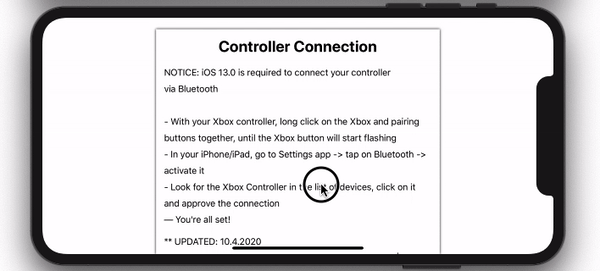 Controller Connection
NOTICE: iOS 13.0 is required to connect your controller
via Bluetooth
- With your Xbox controller, long click on the Xbox and pairing
buttons together, until the Xbox button will start flashing
- In your iPhone/iPad, go to Settings app -> tap on Bluetooth ->
activate it
- Look for the Xbox Controller in the list of devices, click on it
and approve the connection
— You're all set!
** UPDATED: 10.4.2020